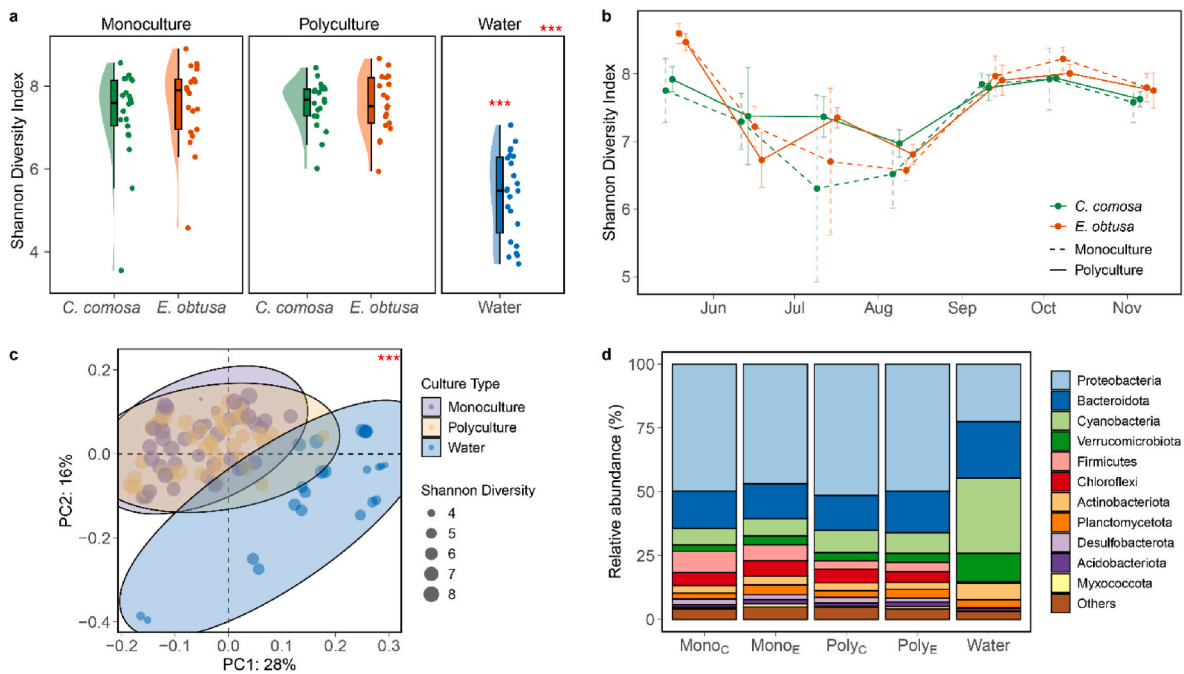 a
Monoculture
Polyculture
Water
***
Shannon Diversity Index
8
6
4
***
C. comosa
E. obtusa
C. comosa
E. obtusa
Water
b
Shannon Diversity Index
8
7
6
5
C. comosa
E. obtusa
Monoculture
Polyculture
Jun
Jul
Aug
Sep
Oct
Nov
c
***
PC2: 16%
0.2
0.0
−0.2
−0.4
−0.2
−0.1
0.0
0.1
0.2
0.3
PC1: 28%
Culture Type
Monoculture
Polyculture
Water
Shannon Diversity
4
5
6
7
8
d
Relative abundance (%)
100
75
50
25
0
MonoC
MonoE
PolyC
PolyE
Water
Proteobacteria
Bacteroidota
Cyanobacteria
Verrucomicrobiota
Firmicutes
Chloroflexi
Actinobacteriota
Planctomycetota
Desulfobacterota
Acidobacteriota
Myxococcota
Others